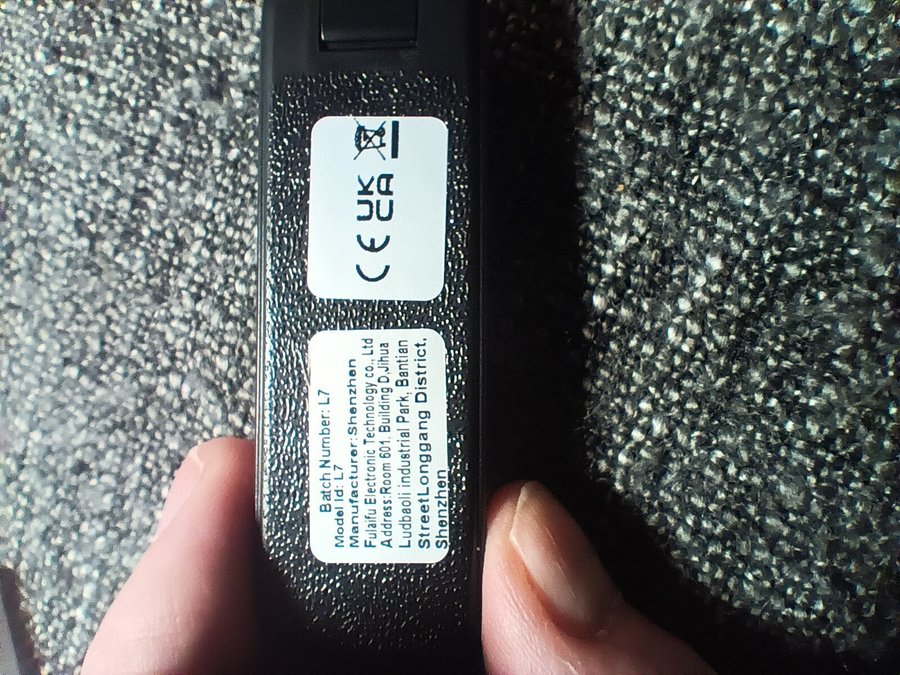 CE UK
CA
Batch Number: L7
Model Id: L7
Manufacturer:Shenzhen
Fulaifu Electronic Technology co., Ltd
Address:Room 601, Building D,Jihua
Ludbaoli Industrial Park, Bantian
StreetLonggang District,
Shenzhen